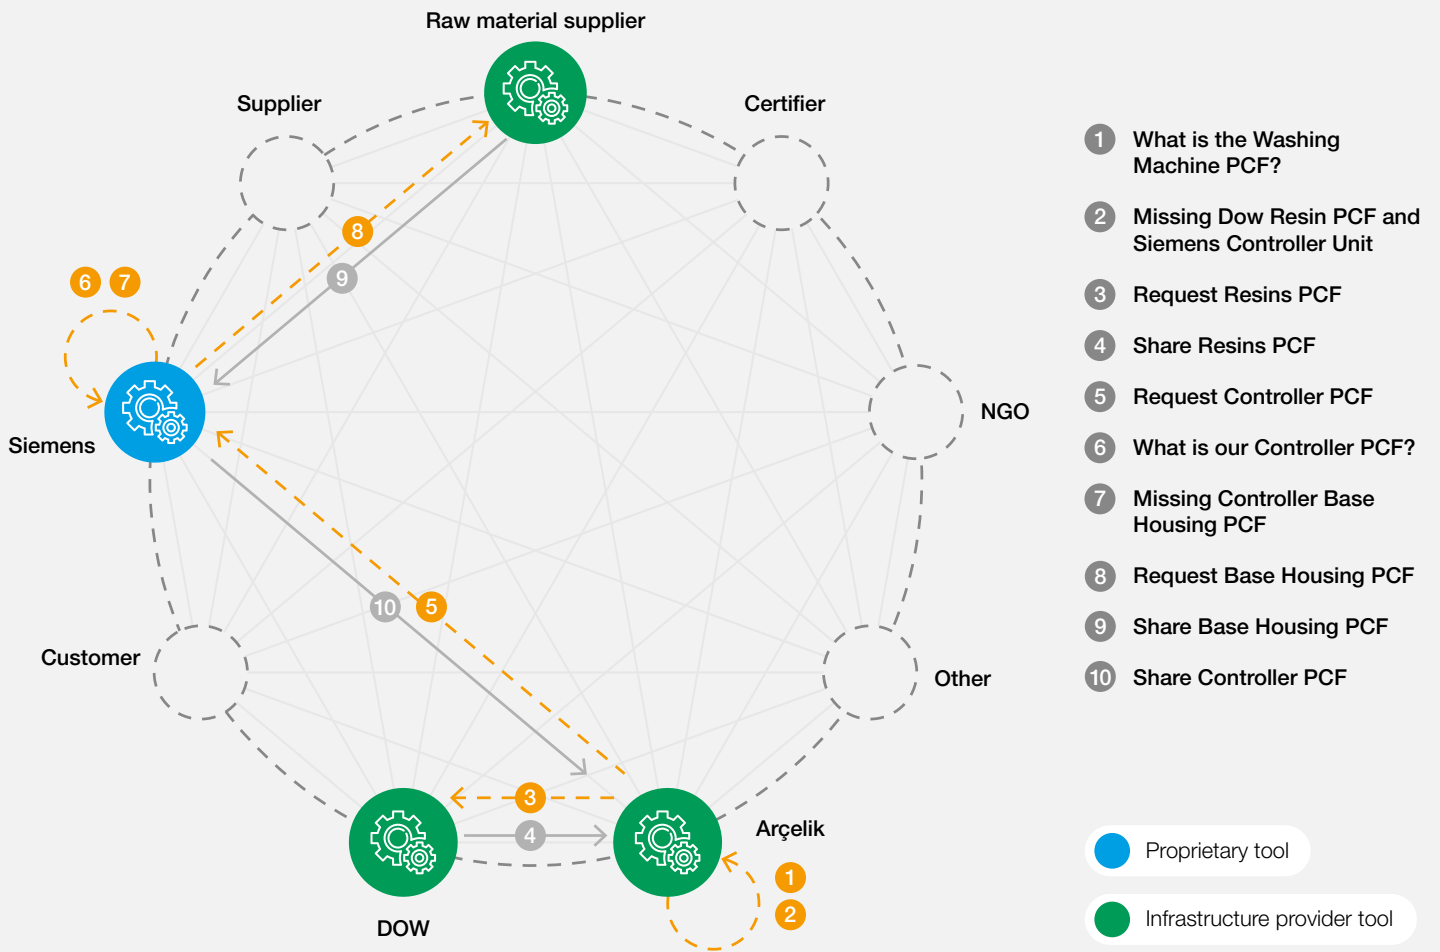 Raw material supplier
Supplier
Certifier
8
9
6 7
Siemens
NGO
10 5
Customer
Other
3
4
Arçelik
1
2
DOW
1 What is the Washing
Machine PCF?
2 Missing Dow Resin PCF and
Siemens Controller Unit
3 Request Resins PCF
4 Share Resins PCF
5 Request Controller PCF
6 What is our Controller PCF?
7 Missing Controller Base
Housing PCF
8 Request Base Housing PCF
9 Share Base Housing PCF
10 Share Controller PCF
Proprietary tool
Infrastructure provider tool